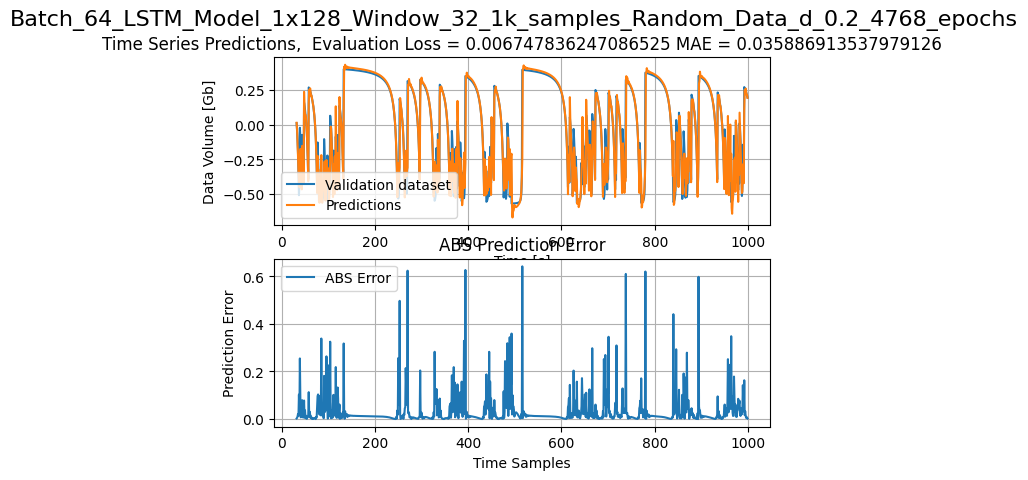 Batch_64_LSTM_Model_1x128_Window_32_1k_samples_Random_Data_d_0.2_4768_epochs
Time Series Predictions,  Evaluation Loss = 0.006747836247086525 MAE = 0.035886913537979126
Data Volume [Gb]
0.25
0.00
−0.25
−0.50
Validation dataset
Predictions
0 200 400 600 800 1000
Time [s]
ABS Prediction Error
Prediction Error
0.6
0.4
0.2
0.0
ABS Error
0 200 400 600 800 1000
Time Samples